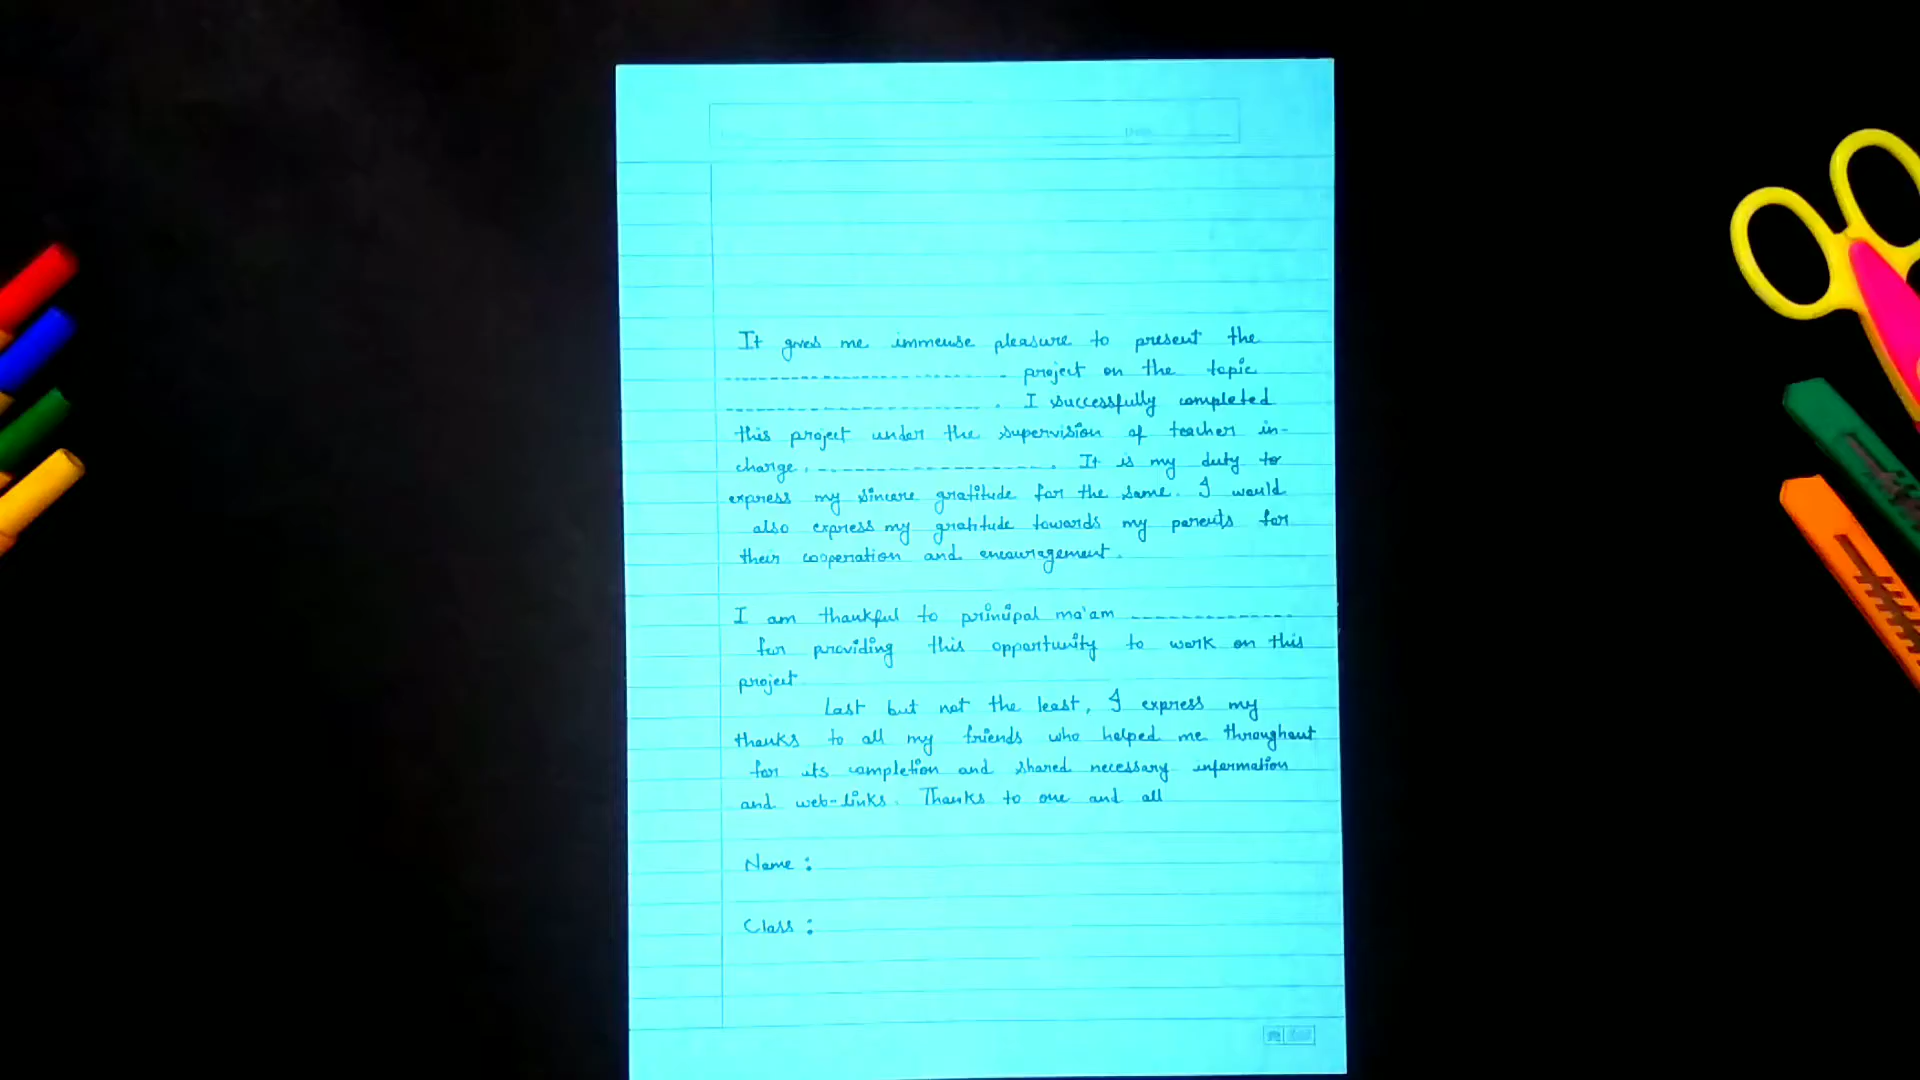 It gives me immense pleasure to present the
----------------------------- . project on the topic
--------------------------- . I successfully completed
this project under the supervision of teacher in-
charge, ------------------------ . It is my duty to
express my sincere gratitude for the same. I would
also express my gratitude towards my parents for
their cooperation and encouragement.
I am thankful to principal ma'am ----------------
for providing this opportunity to work on this
project
Last but not the least, I express my
thanks to all my friends who helped me throughout
for its completion and shared necessary information
and web-links. Thanks to one and all
Name :
Class :